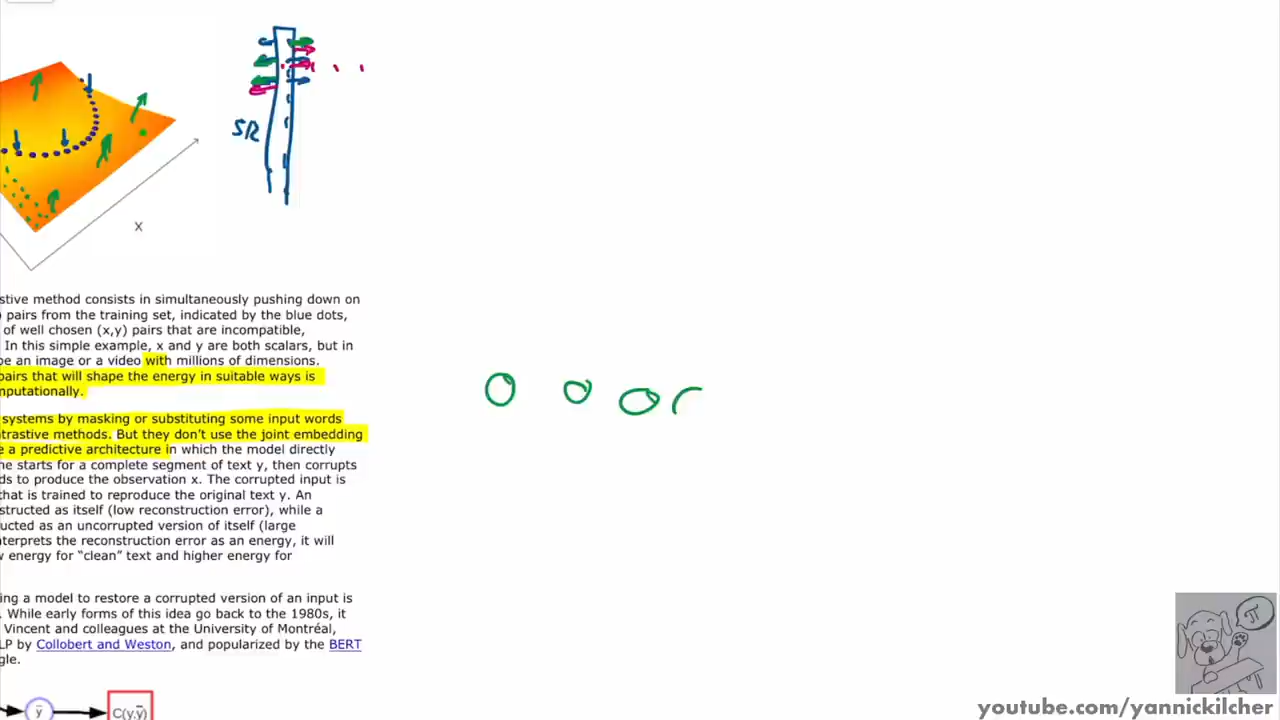 SR
X
stive method consists in simultaneously pushing down on
pairs from the training set, indicated by the blue dots,
of well chosen (x,y) pairs that are incompatible,
In this simple example, x and y are both scalars, but in
be an image or a video with millions of dimensions.
pairs that will shape the energy in suitable ways is
mputationally.
systems by masking or substituting some input words
ntrastive methods. But they don't use the joint embedding
e a predictive architecture in which the model directly
ne starts for a complete segment of text y, then corrupts
ds to produce the observation x. The corrupted input is
that is trained to reproduce the original text y. An
structed as itself (low reconstruction error), while a
ucted as an uncorrupted version of itself (large
nterprets the reconstruction error as an energy, it will
w energy for "clean" text and higher energy for
ing a model to restore a corrupted version of an input is
. While early forms of this idea go back to the 1980s, it
Vincent and colleagues at the University of Montréal,
LP by Collobert and Weston, and popularized by the BERT
gle.
ȳ
C(y,ȳ)
π
youtube.com/yannickilcher